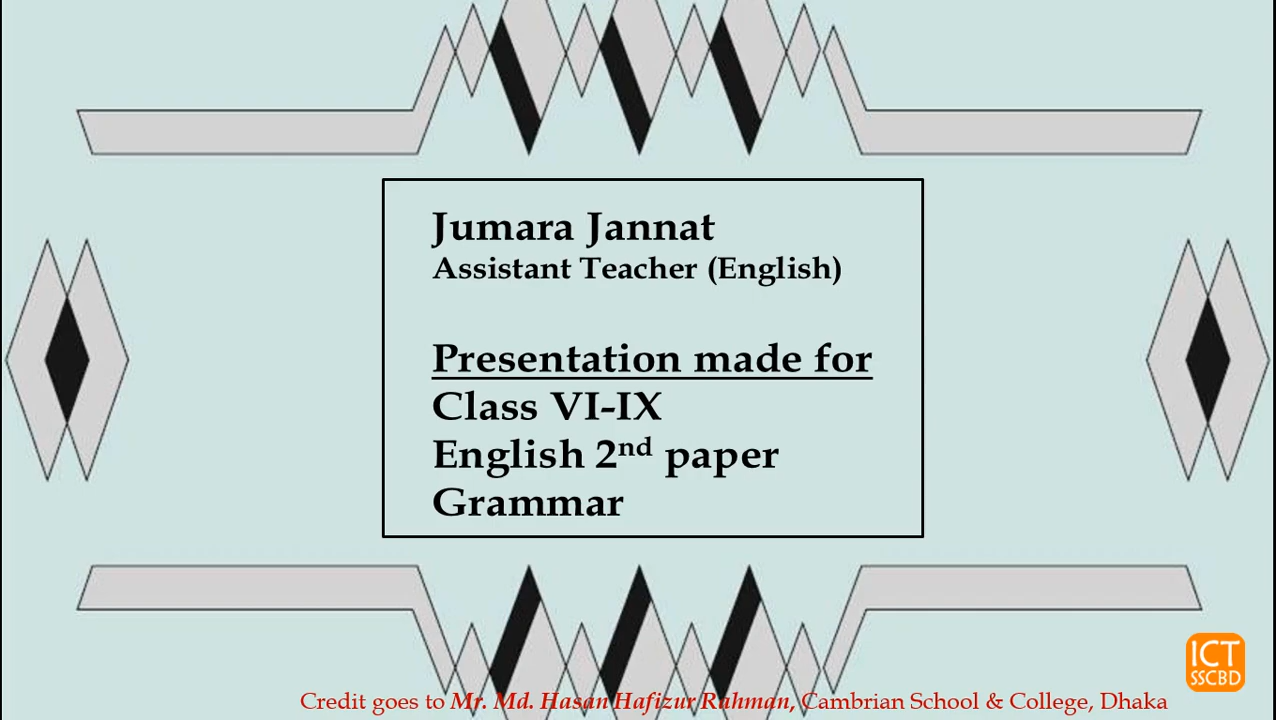 Jumara Jannat
Assistant Teacher (English)
Presentation made for
Class VI-IX
English 2nd paper
Grammar
ICT
SSCBD
Credit goes to Mr. Md. Hasan Hafizur Rahman, Cambrian School & College, Dhaka